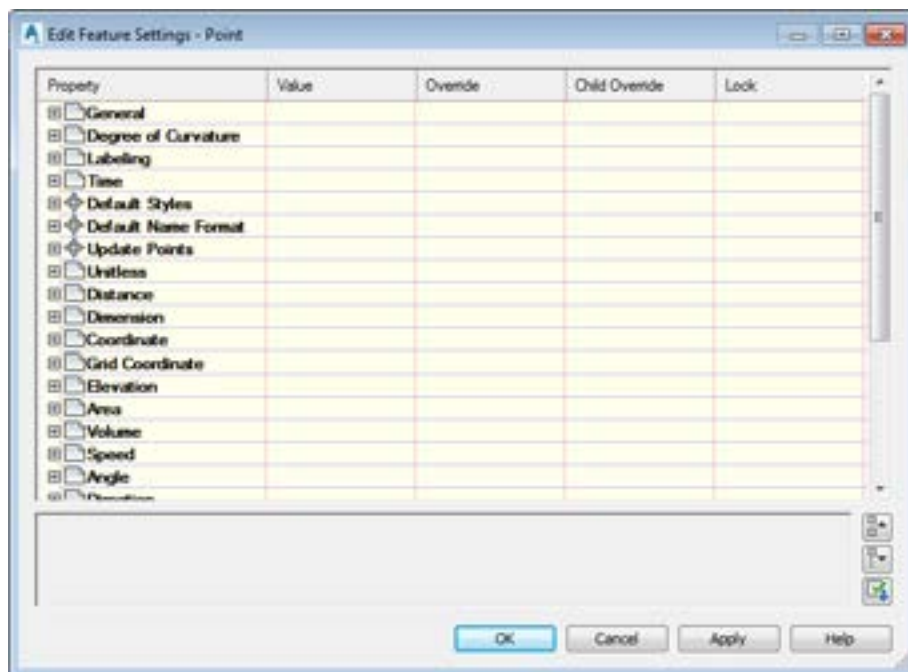 Edit Feature Settings - Point
Property Value Override Child Override Lock
General
Degree of Curvature
Labeling
Time
Default Styles
Default Name Format
Update Points
Unitless
Distance
Dimension
Coordinate
Grid Coordinate
Elevation
Area
Volume
Speed
Angle
Direction
OK Cancel Apply Help